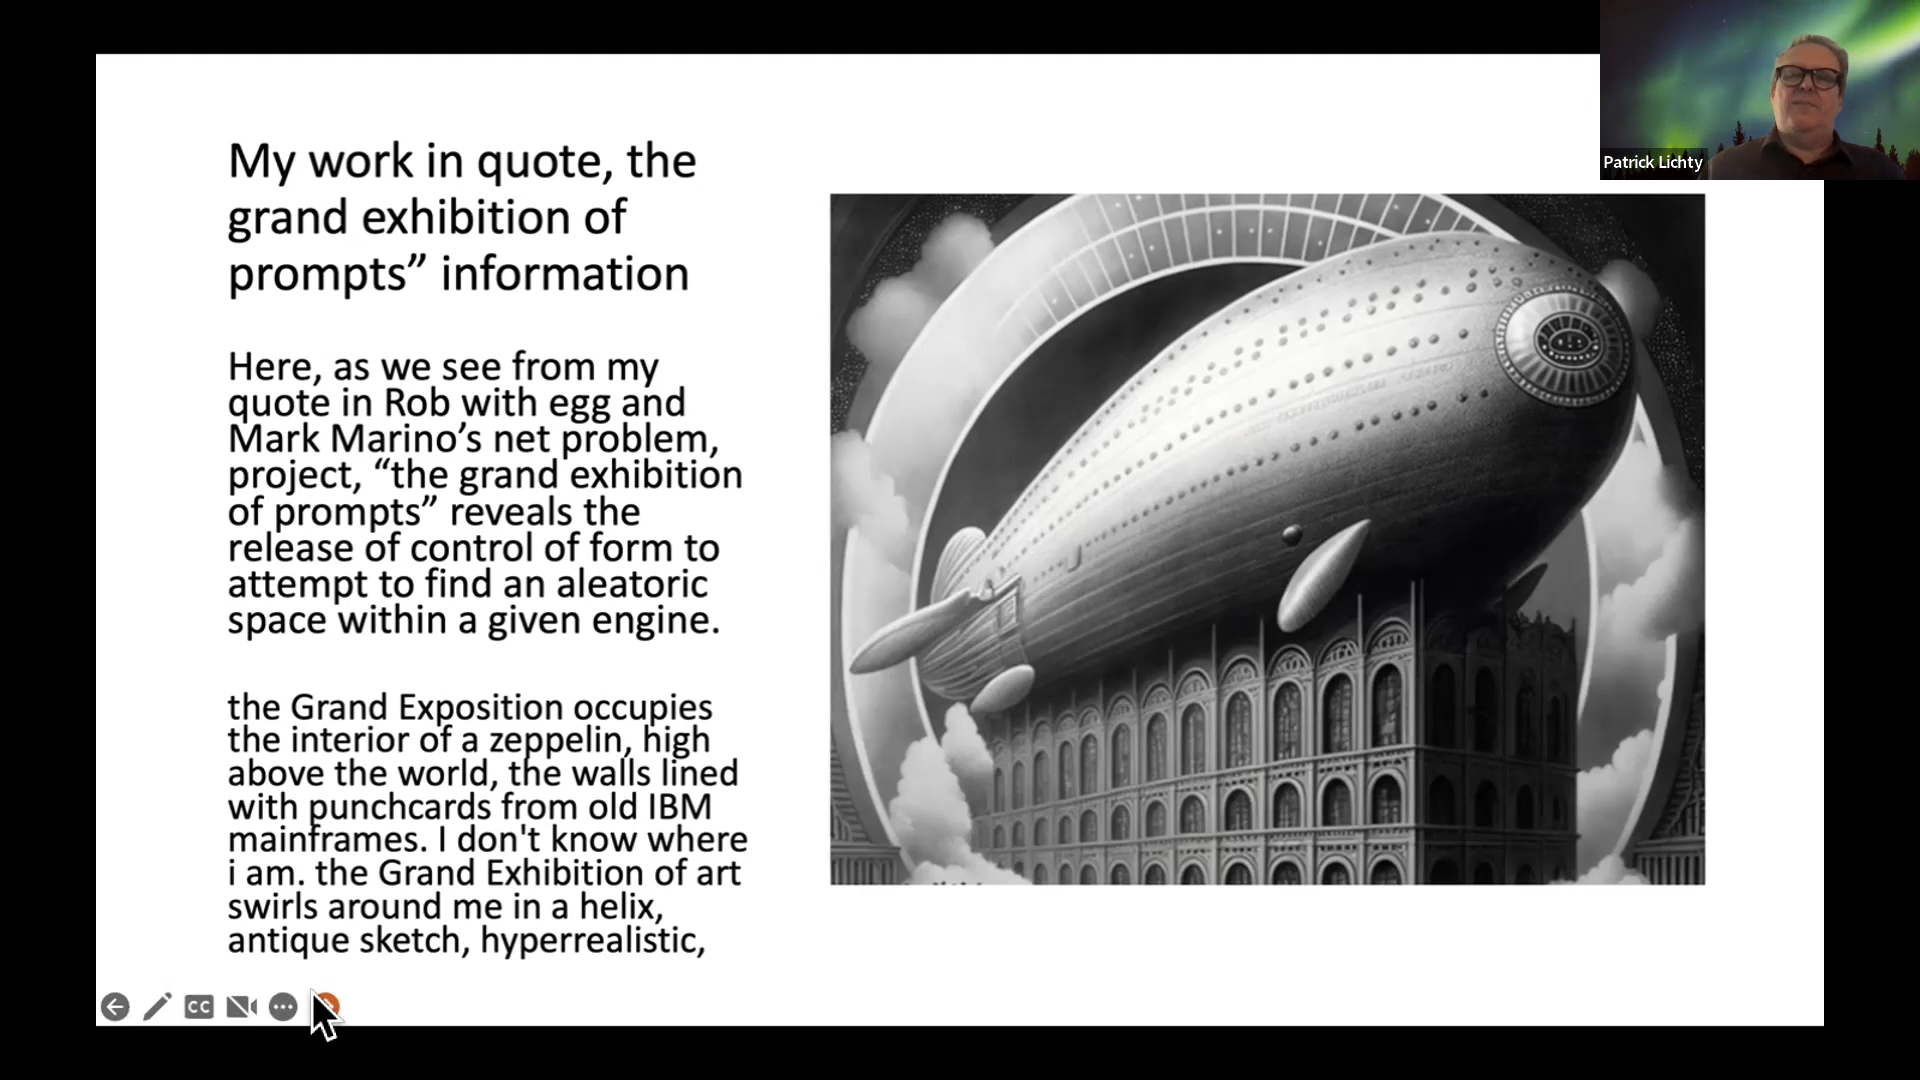 My work in quote, the
grand exhibition of
prompts” information
Here, as we see from my
quote in Rob with egg and
Mark Marino’s net problem,
project, “the grand exhibition
of prompts” reveals the
release of control of form to
attempt to find an aleatoric
space within a given engine.
the Grand Exposition occupies
the interior of a zeppelin, high
above the world, the walls lined
with punchcards from old IBM
mainframes. I don't know where
i am. the Grand Exhibition of art
swirls around me in a helix,
antique sketch, hyperrealistic,
Patrick Lichty
CC